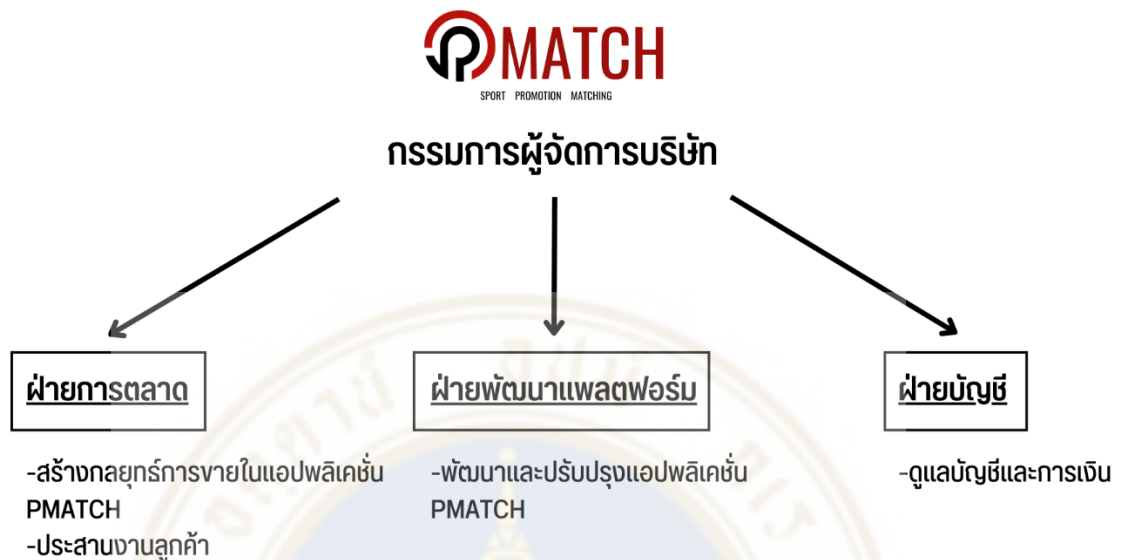 PMATCH
SPORT PROMOTION MATCHING
กรรมการผู้จัดการบริษัท
ฝ่ายการตลาด
-สร้างกลยุทธ์การขายในแอปพลิเคชั่น
PMATCH
-ประสานงานลูกค้า
ฝ่ายพัฒนาแพลตฟอร์ม
-พัฒนาและปรับปรุงแอปพลิเคชั่น
PMATCH
ฝ่ายบัญชี
-ดูแลบัญชีและการเงิน